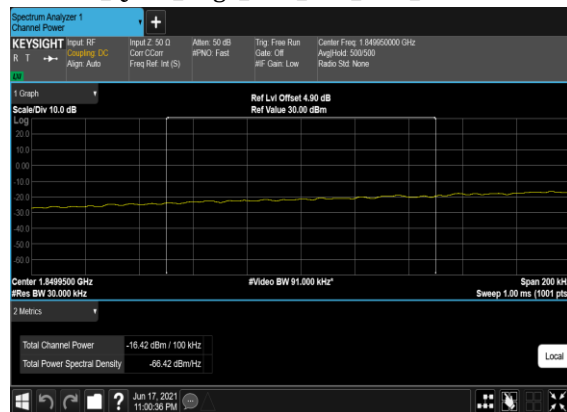 Spectrum Analyzer 1
Channel Power
+
KEYSIGHT
R T
LW
Input: RF
Coupling: DC
Align: Auto
Input Z: 50 Ω
Corr CCorr
Freq Ref: Int (S)
Atten: 50 dB
#PNO: Fast
Trig: Free Run
Gate: Off
#IF Gain: Low
Center Freq: 1.849950000 GHz
Avg|Hold: 500/500
Radio Std: None
1 Graph
Scale/Div 10.0 dB
Ref Lvl Offset 4.90 dB
Ref Value 30.00 dBm
Log
20.0
10.0
0.00
-10.0
-20.0
-30.0
-40.0
-50.0
-60.0
Center 1.8499500 GHz
#Video BW 91.000 kHz*
Span 200 kH
#Res BW 30.000 kHz
Sweep 1.00 ms (1001 pts
2 Metrics
Total Channel Power -16.42 dBm / 100 kHz
Total Power Spectral Density -66.42 dBm/Hz
Local
?
Jun 17, 2021
11:00:36 PM